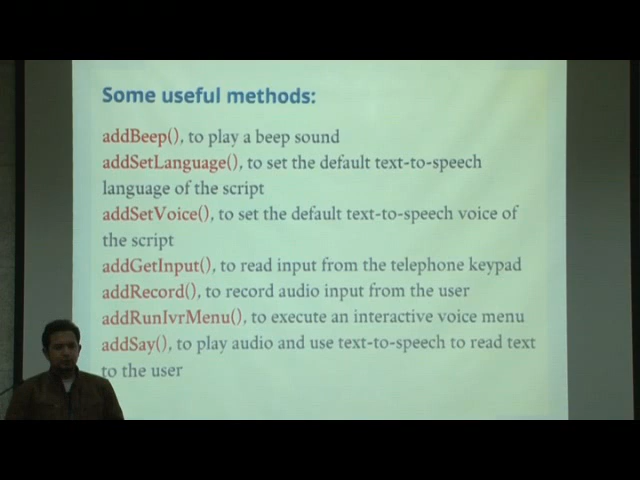 Some useful methods:
addBeep(), to play a beep sound
addSetLanguage(), to set the default text-to-speech
language of the script
addSetVoice(), to set the default text-to-speech voice of
the script
addGetInput(), to read input from the telephone keypad
addRecord(), to record audio input from the user
addRunIvrMenu(), to execute an interactive voice menu
addSay(), to play audio and use text-to-speech to read text
to the user